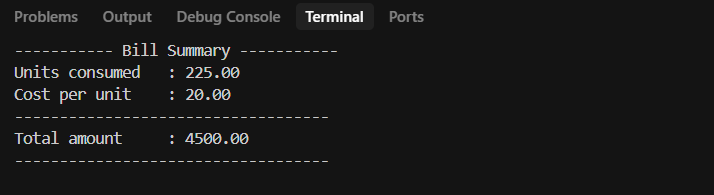 Problems Output Debug Console Terminal Ports
----------- Bill Summary -----------
Units consumed   : 225.00
Cost per unit    : 20.00
-----------------------------------
Total amount     : 4500.00
-----------------------------------